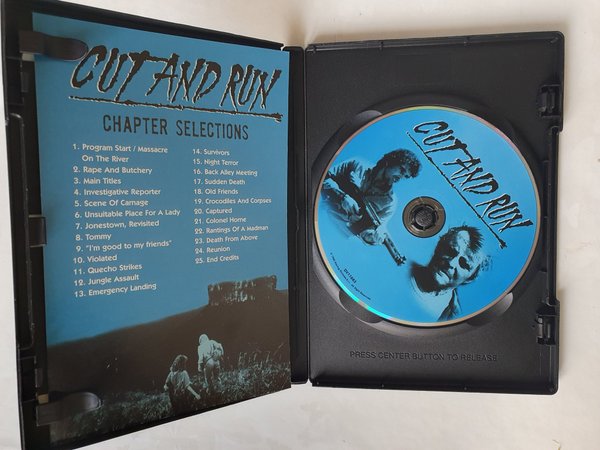 CUT AND RUN
CHAPTER SELECTIONS
1. Program Start / Massacre
On The River
2. Rape And Butchery
3. Main Titles
4. Investigative Reporter
5. Scene Of Carnage
6. Unsuitable Place For A Lady
7. Jonestown, Revisited
8. Tommy
9. "I'm good to my friends"
10. Violated
11. Quecho Strikes
12. Jungle Assault
13. Emergency Landing
14. Survivors
15. Night Terror
16. Back Alley Meeting
17. Sudden Death
18. Old Friends
19. Crocodiles And Corpses
20. Captured
21. Colonel Horne
22. Rantings Of A Madman
23. Death From Above
24. Reunion
25. End Credits
CUT AND RUN
PRESS CENTER BUTTON TO RELEASE